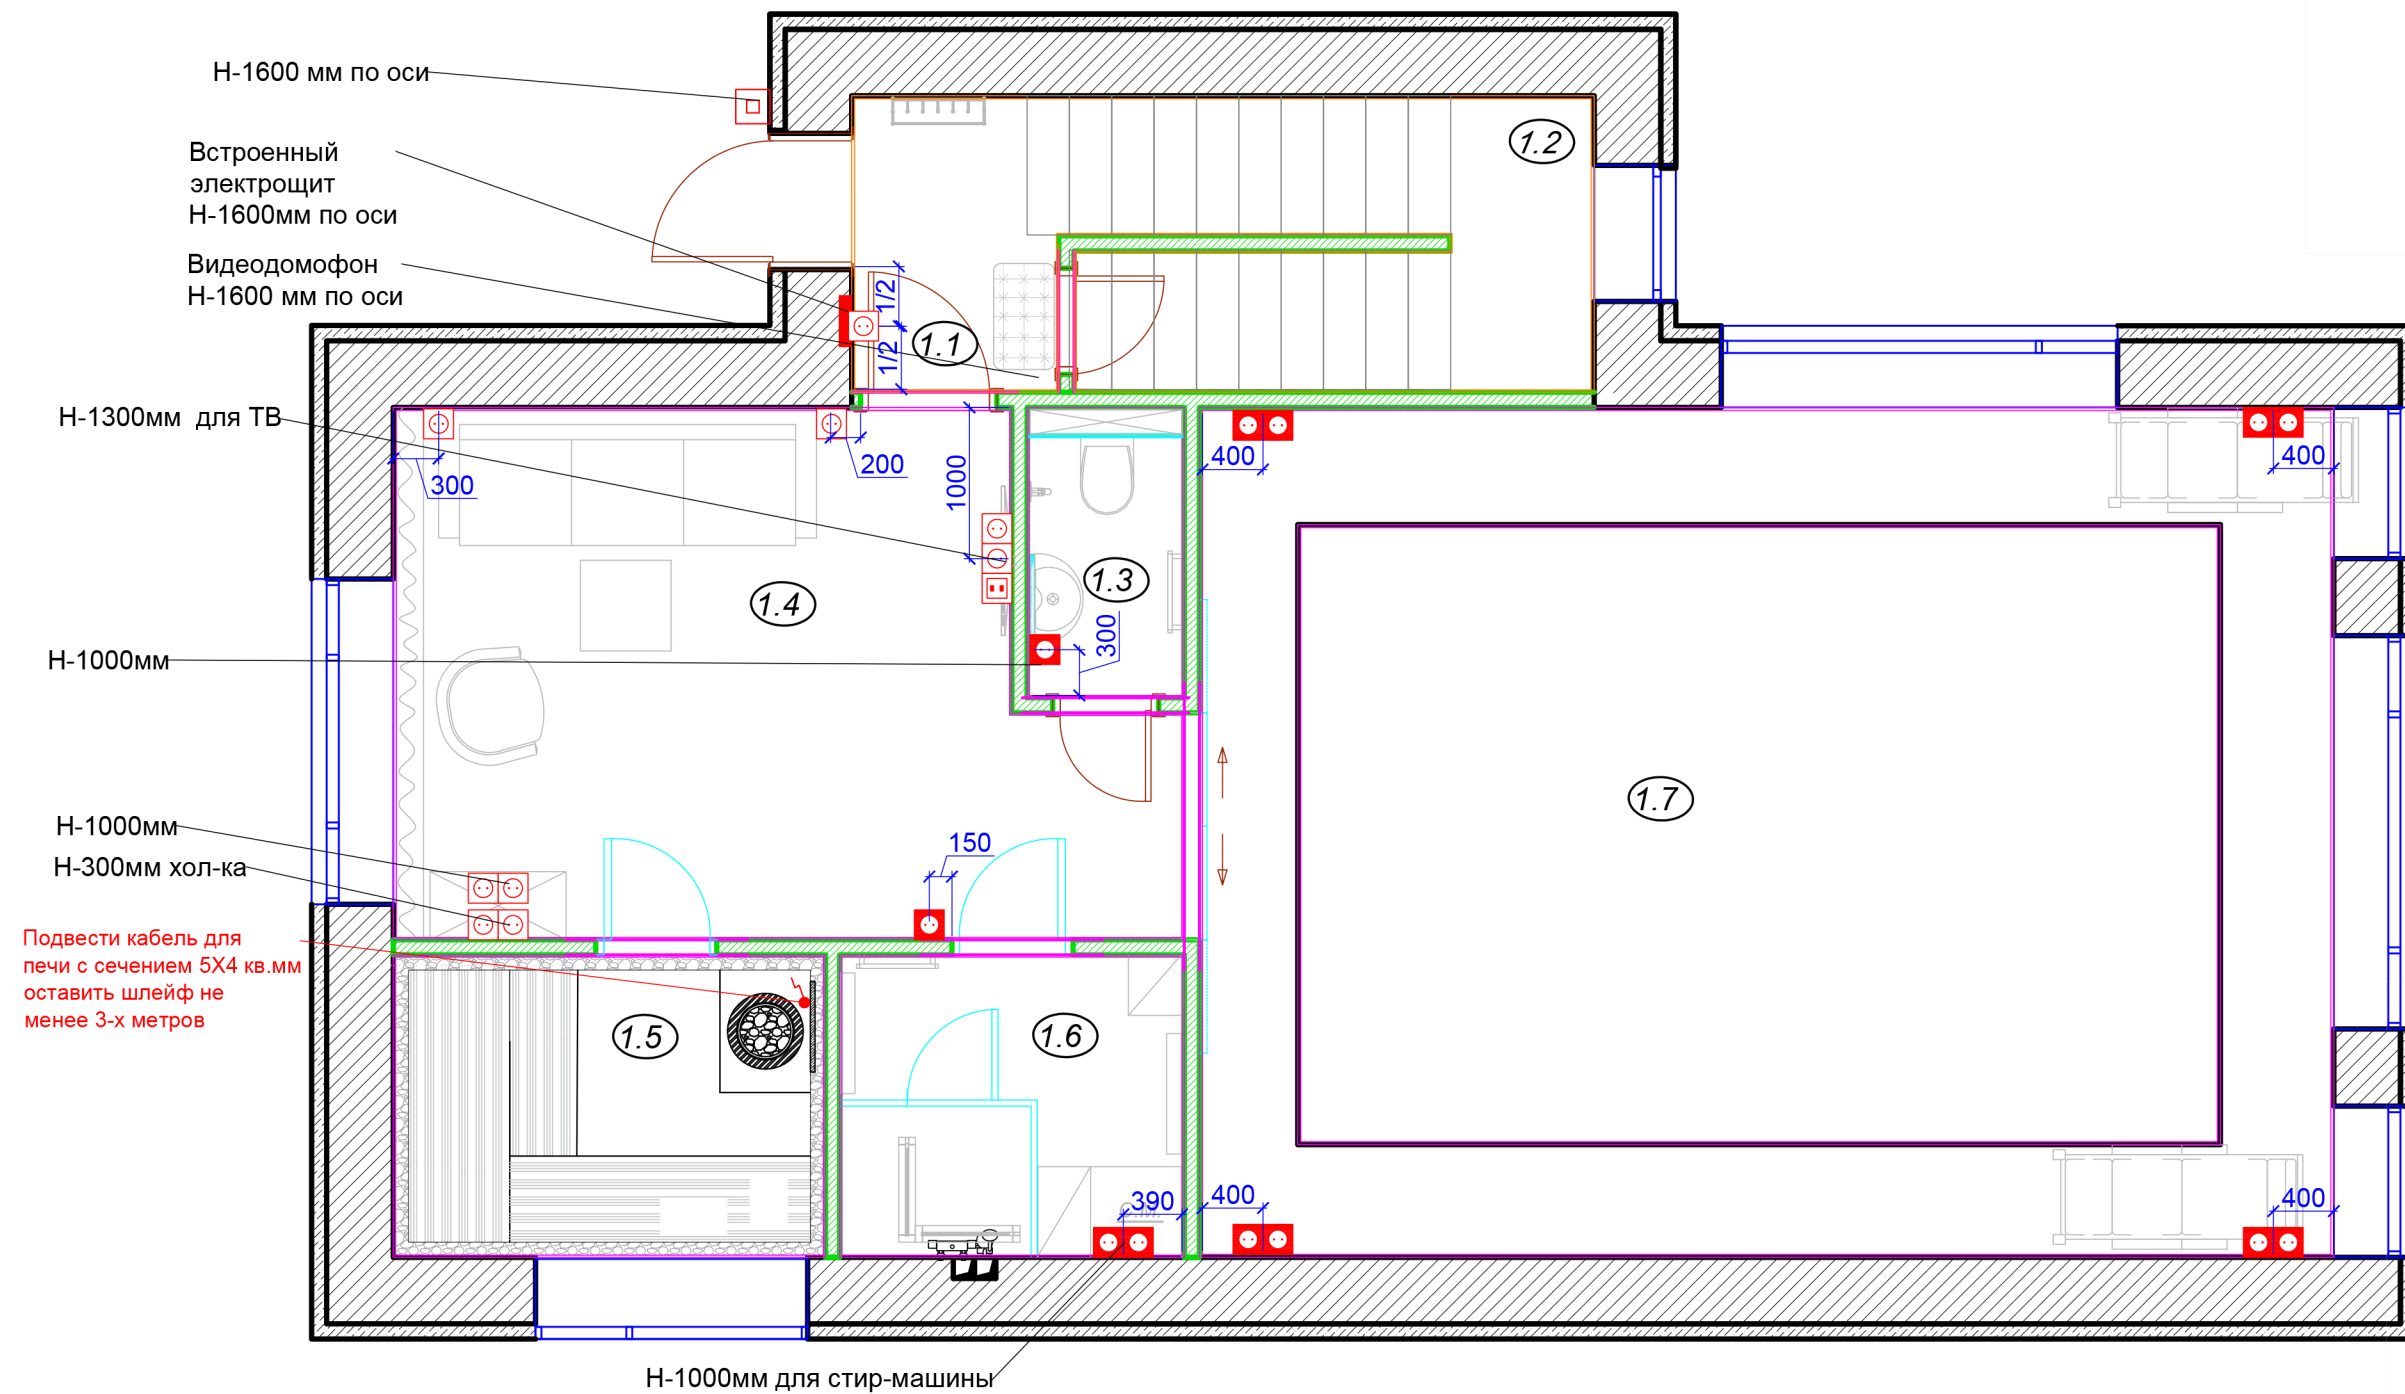 Н-1600 мм по оси
Встроенный
электрощит
Н-1600мм по оси
Видеодомофон
Н-1600 мм по оси
Н-1300мм для ТВ
Н-1000мм
Н-1000мм
Н-300мм хол-ка
Подвести кабель для
печи с сечением 5Х4 кв.мм
оставить шлейф не
менее 3-х метров
Н-1000мм для стир-машины
1.2
1/2
1/2
1.1
300
200
1000
400
400
1.3
1.4
300
1.7
150
1.5
1.6
390
400
400